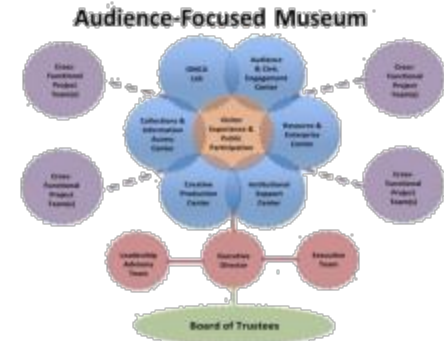 Audience-Focused Museum
Cross-
Functional
Project
Team(s)
OMCA
Lab
Audience
& Civic
Engagement
Center
Cross-
Functional
Project
Team(s)
Collections &
Information
Access
Center
Visitor
Experience &
Public
Participation
Resource &
Enterprise
Center
Cross-
Functional
Project
Team(s)
Creative
Production
Center
Institutional
Support
Center
Cross-
Functional
Project
Team(s)
Leadership
Advisory
Team
Executive
Director
Executive
Team
Board of Trustees